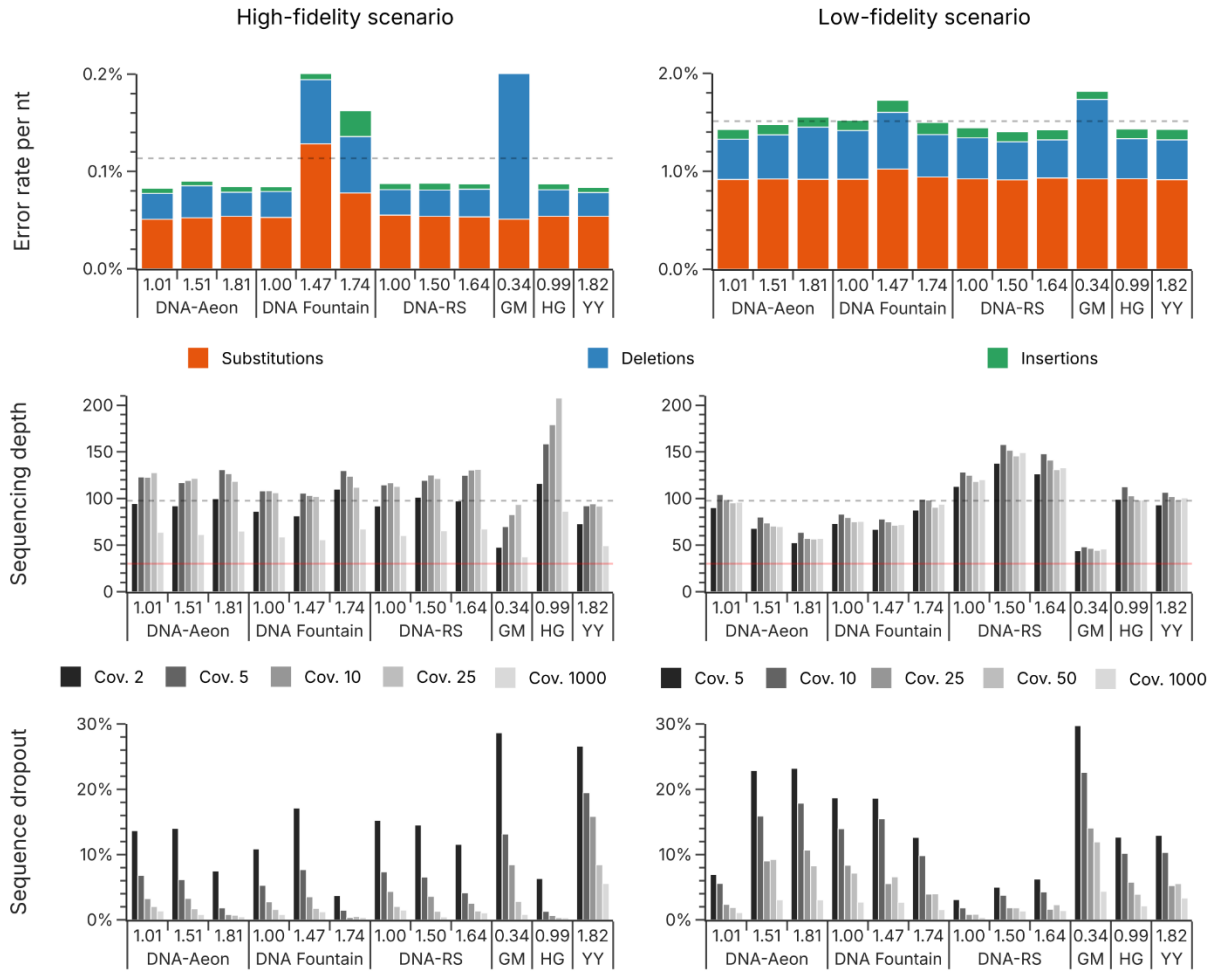 High-fidelity scenario
Low-fidelity scenario
Error rate per nt
0.2%
0.1%
0.0%
1.01 1.51 1.81 1.00 1.47 1.74 1.00 1.50 1.64 0.34 0.99 1.82
DNA-Aeon DNA Fountain DNA-RS GM HG YY
2.0%
1.0%
0.0%
1.01 1.51 1.81 1.00 1.47 1.74 1.00 1.50 1.64 0.34 0.99 1.82
DNA-Aeon DNA Fountain DNA-RS GM HG YY
Substitutions
Deletions
Insertions
Sequencing depth
200
150
100
50
0
1.01 1.51 1.81 1.00 1.47 1.74 1.00 1.50 1.64 0.34 0.99 1.82
DNA-Aeon DNA Fountain DNA-RS GM HG YY
200
150
100
50
0
1.01 1.51 1.81 1.00 1.47 1.74 1.00 1.50 1.64 0.34 0.99 1.82
DNA-Aeon DNA Fountain DNA-RS GM HG YY
Cov. 2 Cov. 5 Cov. 10 Cov. 25 Cov. 1000
Cov. 5 Cov. 10 Cov. 25 Cov. 50 Cov. 1000
Sequence dropout
30%
20%
10%
0%
1.01 1.51 1.81 1.00 1.47 1.74 1.00 1.50 1.64 0.34 0.99 1.82
DNA-Aeon DNA Fountain DNA-RS GM HG YY
30%
20%
10%
0%
1.01 1.51 1.81 1.00 1.47 1.74 1.00 1.50 1.64 0.34 0.99 1.82
DNA-Aeon DNA Fountain DNA-RS GM HG YY